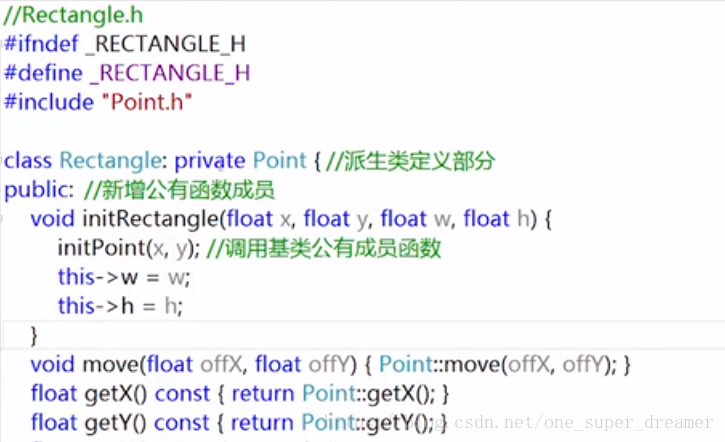 //Rectangle.h
#ifndef _RECTANGLE_H
#define _RECTANGLE_H
#include "Point.h"
class Rectangle: private Point { //派生类定义部分
public: //新增公有函数成员
void initRectangle(float x, float y, float w, float h) {
initPoint(x, y); //调用基类公有成员函数
this->w = w;
this->h = h;
}
void move(float offX, float offY) { Point::move(offX, offY); }
float getX() const { return Point::getX(); }
float getY() const { return Point::getY(); }
csdn.net/one_super_dreamer